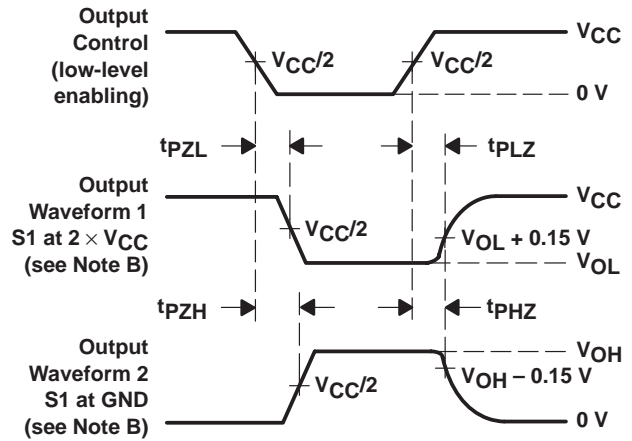 Output
Control
(low-level
enabling)
VCC
VCC/2
VCC/2
0 V
tPZL
tPLZ
Output
Waveform 1
S1 at 2 × VCC
(see Note B)
VCC
VCC/2
VOL + 0.15 V
VOL
tPZH
tPHZ
Output
Waveform 2
S1 at GND
(see Note B)
VOH
VCC/2
VOH – 0.15 V
0 V